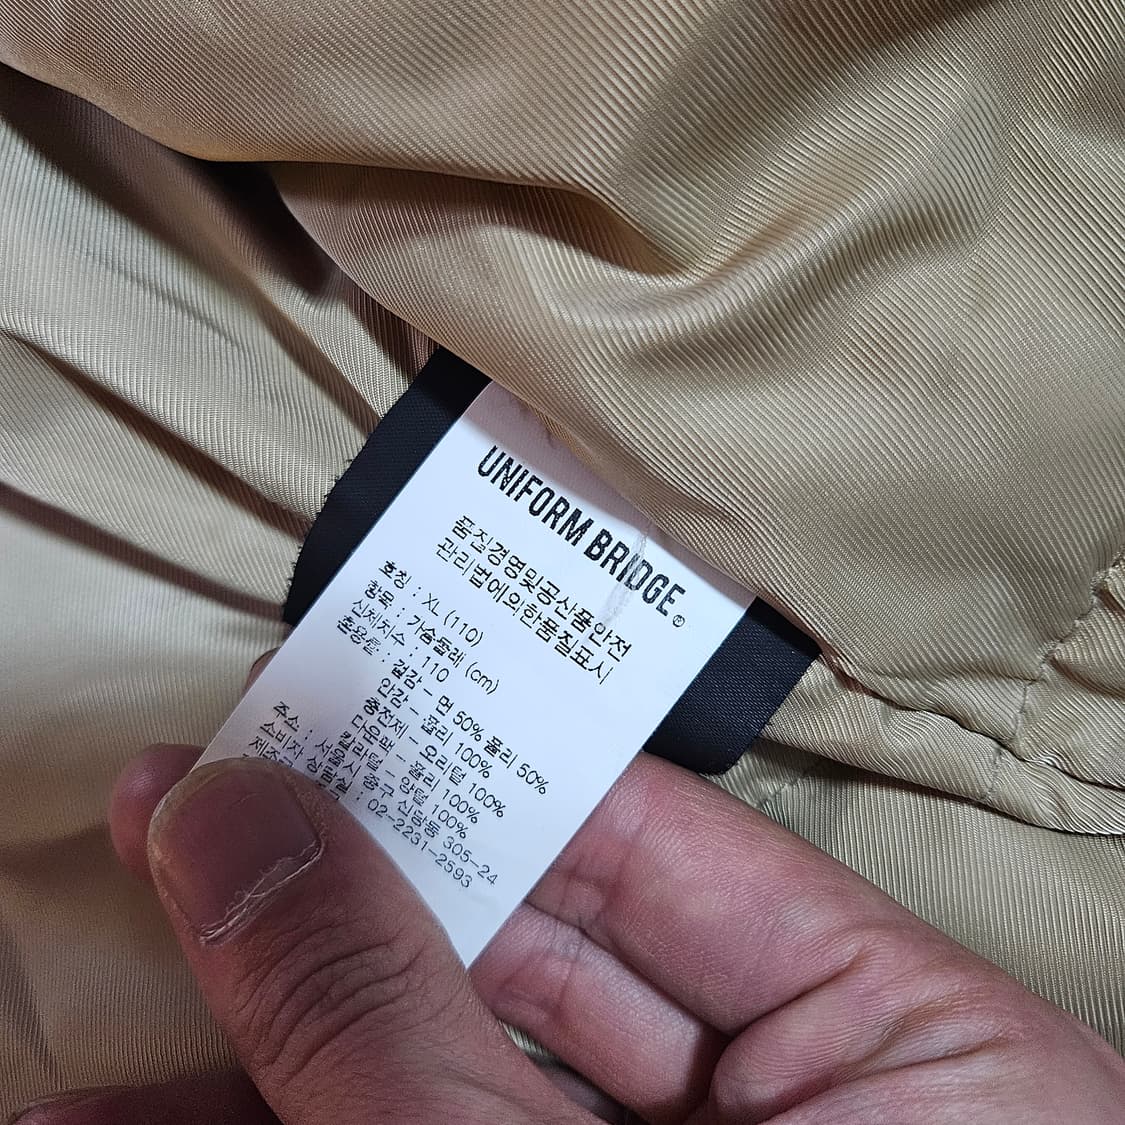 UNIFORM BRIDGE®
품질경영및공산품안전
관리법에의한품질표시
호칭 : XL (110)
항목 : 가슴둘레 (cm)
신체치수 : 110
혼용률 : 겉감 - 면 50% 폴리 50%
안감 - 폴리 100%
충전제 - 오리털 100%
다운팩 - 폴리 100%
칼라털 - 양털 100%
주소 : 서울시 중구 신당동 305-24
소비자 상담실 : 02-2231-2593